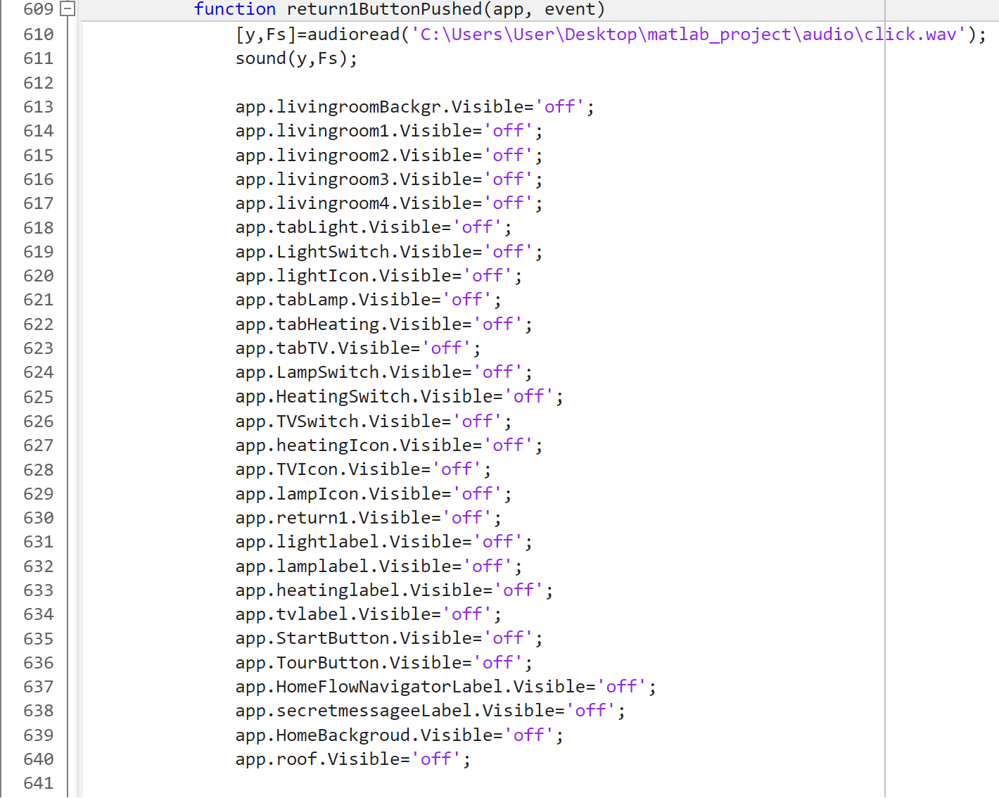 609 function return1ButtonPushed(app, event)
610 [y,Fs]=audioread('C:\Users\User\Desktop\matlab_project\audio\click.wav');
611 sound(y,Fs);
612
613 app.livingroomBackgr.Visible='off';
614 app.livingroom1.Visible='off';
615 app.livingroom2.Visible='off';
616 app.livingroom3.Visible='off';
617 app.livingroom4.Visible='off';
618 app.tabLight.Visible='off';
619 app.LightSwitch.Visible='off';
620 app.lightIcon.Visible='off';
621 app.tabLamp.Visible='off';
622 app.tabHeating.Visible='off';
623 app.tabTV.Visible='off';
624 app.LampSwitch.Visible='off';
625 app.HeatingSwitch.Visible='off';
626 app.TVSwitch.Visible='off';
627 app.heatingIcon.Visible='off';
628 app.TVIcon.Visible='off';
629 app.lampIcon.Visible='off';
630 app.return1.Visible='off';
631 app.lightlabel.Visible='off';
632 app.lamplabel.Visible='off';
633 app.heatinglabel.Visible='off';
634 app.tvlabel.Visible='off';
635 app.StartButton.Visible='off';
636 app.TourButton.Visible='off';
637 app.HomeFlowNavigatorLabel.Visible='off';
638 app.secretmessageeLabel.Visible='off';
639 app.HomeBackgroud.Visible='off';
640 app.roof.Visible='off';
641